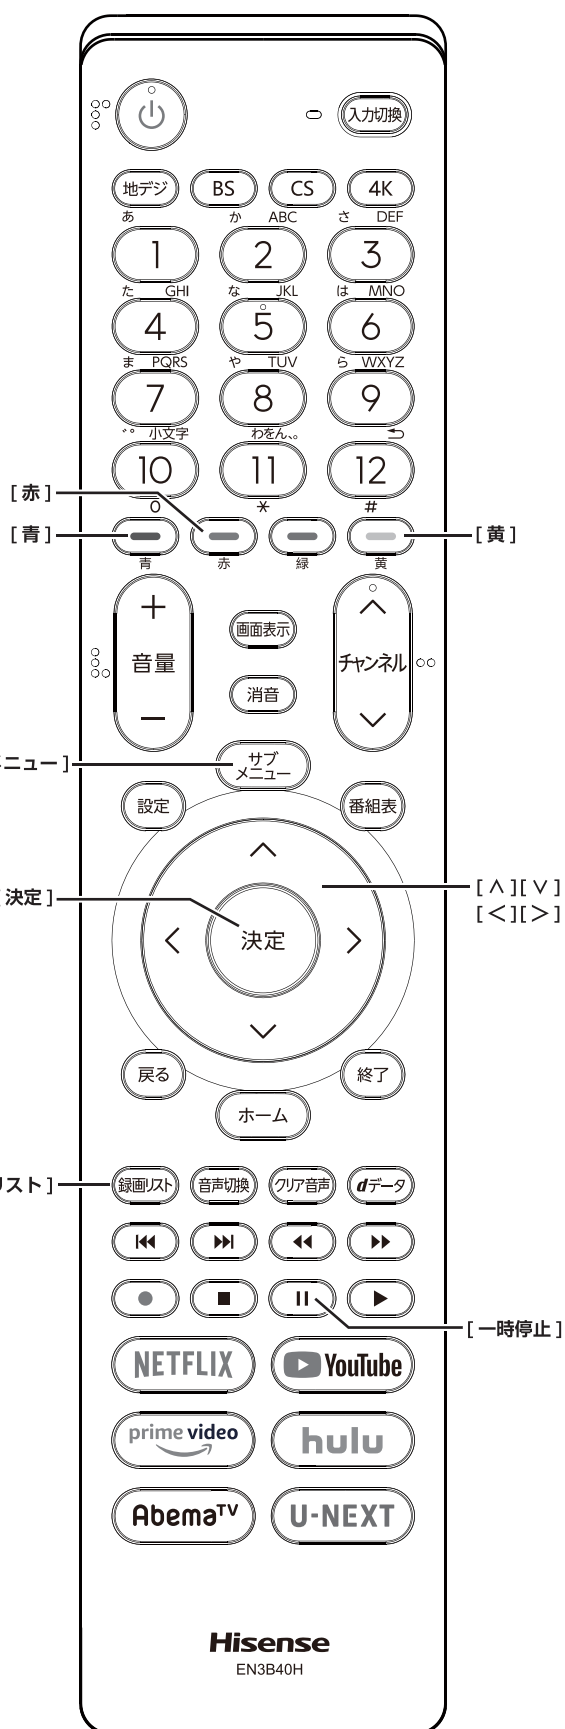 入力切換
地デジ BS CS 4K
あ か ABC さ DEF
1 2 3
た GHI な JKL は MNO
4 5 6
ま PQRS や TUV ら WXYZ
7 8 9
゛゜ 小文字 わをん、。
10 11 12
[ 赤 ]
0 * #
[ 青 ] [ 黄 ]
青 赤 緑 黄
+
画面表示
音量 チャンネル
消音
-
ニュー ]
サブ
メニュー
設定 番組表
決定 ] [ ∧ ][ ∨ ]
[ < ][ > ]
決定
戻る 終了
ホーム
リスト ] 録画リスト 音声切換 クリア音声 dデータ
[ 一時停止 ]
NETFLIX YouTube
prime video hulu
AbemaTV U-NEXT
Hisense
EN3B40H